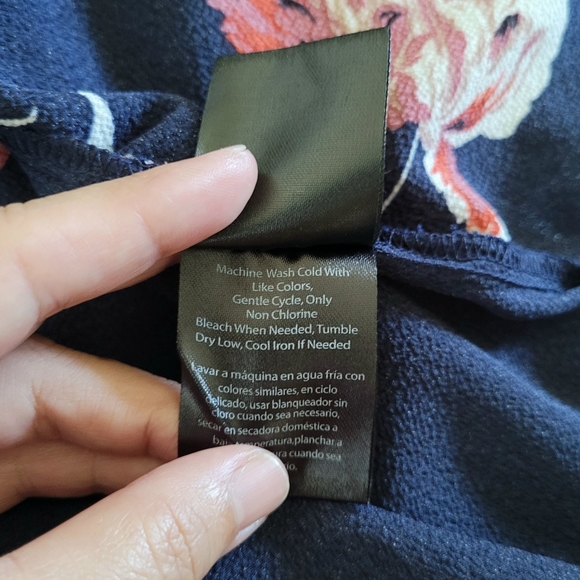 Machine Wash Cold With
Like Colors,
Gentle Cycle, Only
Non Chlorine
Bleach When Needed, Tumble
Dry Low, Cool Iron If Needed
Lavar a máquina en agua fría con
colores similares, en ciclo
delicado, usar blanqueador sin
cloro cuando sea necesario,
secar en secadora doméstica a
temperatura,planchar a
cuando sea